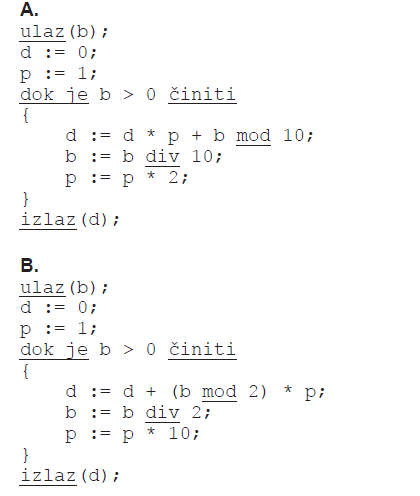 A.
ulaz(b);
d := 0;
p := 1;
dok je b > 0 činiti
{
d := d * p + b mod 10;
b := b div 10;
p := p * 2;
}
izlaz(d);
B.
ulaz(b);
d := 0;
p := 1;
dok je b > 0 činiti
{
d := d + (b mod 2) * p;
b := b div 2;
p := p * 10;
}
izlaz(d);